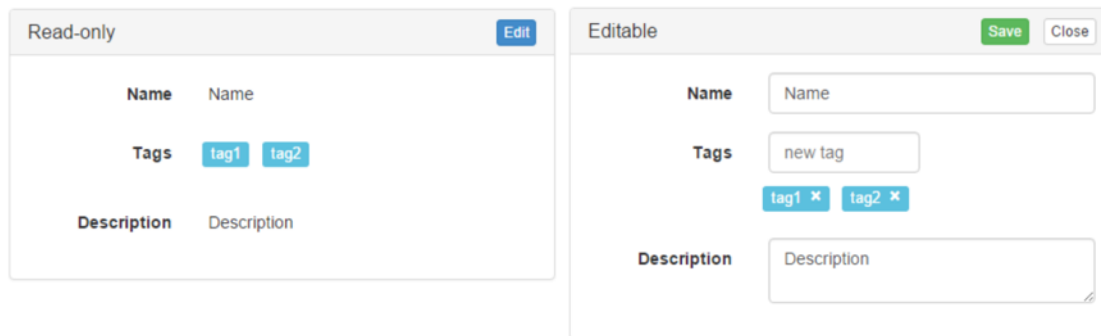 Read-only Edit
Name Name
Tags tag1 tag2
Description Description
Editable Save Close
Name Name
Tags new tag
tag1 × tag2 ×
Description Description